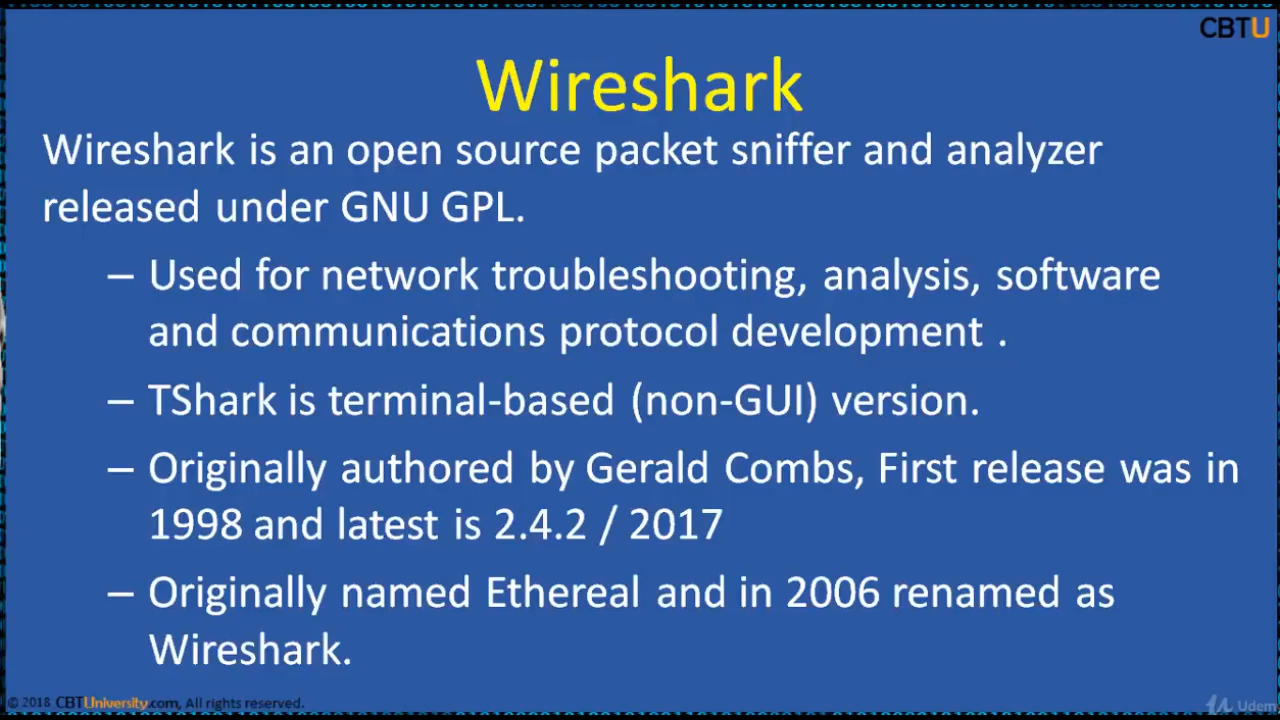 CBTU
Wireshark
Wireshark is an open source packet sniffer and analyzer
released under GNU GPL.
– Used for network troubleshooting, analysis, software
and communications protocol development .
– TShark is terminal-based (non-GUI) version.
– Originally authored by Gerald Combs, First release was in
1998 and latest is 2.4.2 / 2017
– Originally named Ethereal and in 2006 renamed as
Wireshark.
© 2018 CBTUniversity.com, All rights reserved.